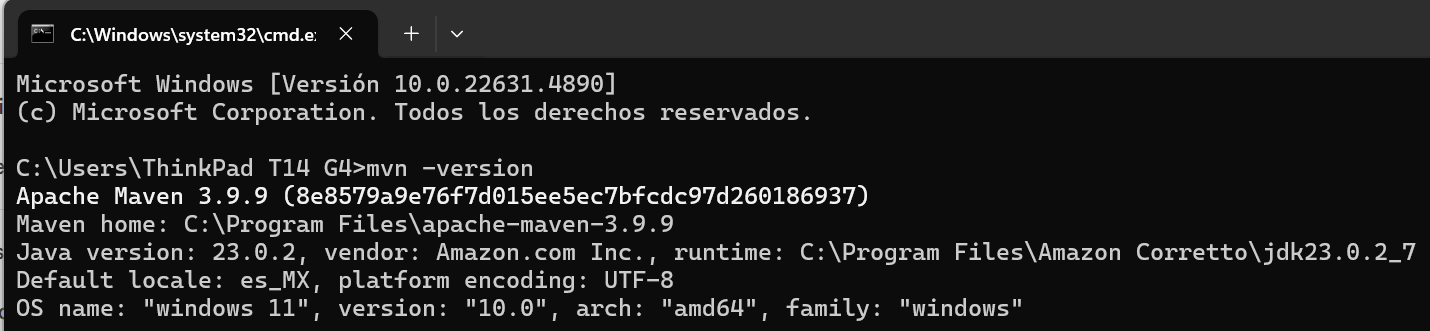 C:\Windows\system32\cmd.e
Microsoft Windows [Versión 10.0.22631.4890]
(c) Microsoft Corporation. Todos los derechos reservados.
C:\Users\ThinkPad T14 G4>mvn -version
Apache Maven 3.9.9 (8e8579a9e76f7d015ee5ec7bfcdc97d260186937)
Maven home: C:\Program Files\apache-maven-3.9.9
Java version: 23.0.2, vendor: Amazon.com Inc., runtime: C:\Program Files\Amazon Corretto\jdk23.0.2_7
Default locale: es_MX, platform encoding: UTF-8
OS name: "windows 11", version: "10.0", arch: "amd64", family: "windows"